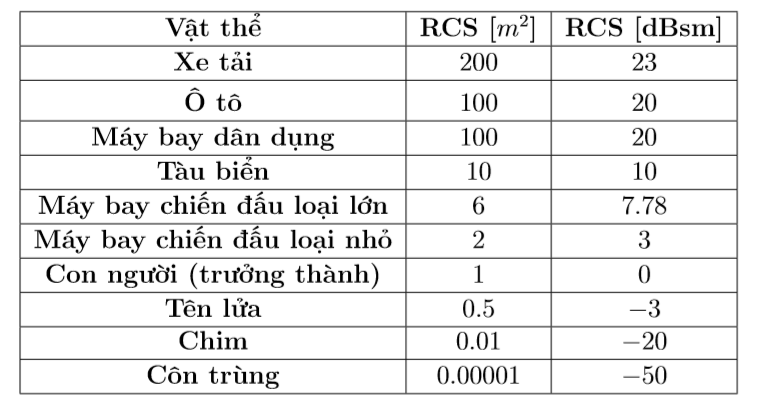 Vật thể RCS [m²] RCS [dBsm]
Xe tải 200 23
Ô tô 100 20
Máy bay dân dụng 100 20
Tàu biển 10 10
Máy bay chiến đấu loại lớn 6 7.78
Máy bay chiến đấu loại nhỏ 2 3
Con người (trưởng thành) 1 0
Tên lửa 0.5 −3
Chim 0.01 −20
Côn trùng 0.00001 −50